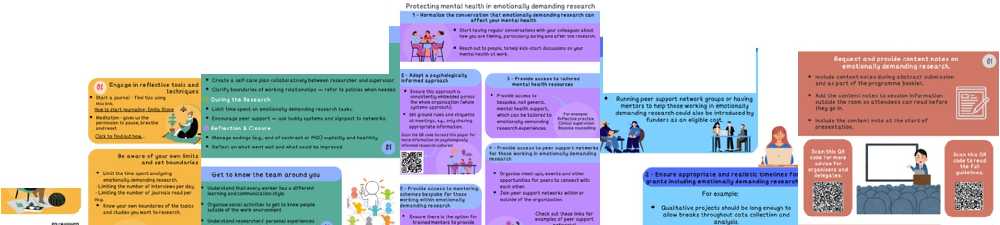 02
Engage in reflective tools and
techniques
Start a journal - find tips using
this link.
How to start journaling- Emilia Stone
Meditation - gives us the
permission to pause, breathe
and reset.
Click to find out how...
Be aware of your own limits
and set boundaries
Limit the time spent analysing
emotionally demanding research.
- Limiting the number of interviews per day.
- Limiting the number of journals read per
day.
Know your own boundaries of the topics
and studies you want to research.
Create a self-care plan collaboratively between researcher and supervisor.
Clarify boundaries of working relationships — refer to policies when needed.
During the Research
Limit time spent on emotionally demanding research tasks.
Encourage peer support — use buddy systems and signpost to networks.
Reflection & Closure
Manage endings (e.g., end of contract or PhD) explicitly and healthily.
Reflect on what went well and what could be improved.
01
Get to know the team around you
Understand that every worker has a different
learning and communication style.
Organise social activities to get to know people
outside of the work environment
Understand researchers' personal experiences
Protecting mental health in emotionally demanding research
1 - Normalize the conversation that emotionally demanding research can
affect your mental health
Start having regular conversations with your colleagues about
how you are feeling, particularly during and after the research.
Reach out to people, to help kick-start discussions on your
mental health at work.
2 - Adopt a psychologically
informed approach
Ensure this approach is
consistently embedded across
the whole organisation (whole
systems approach).
Set ground rules and etiquette
at meetings, e.g., only sharing
appropriate information.
Scan the QR code to read this paper for
more information on psychologically
informed research cultures!
3 - Provide access to tailored
mental health resources
Provide access to
bespoke, not generic,
mental health support,
which can be tailored to
emotionally demanding
research experiences.
For example:
Reflective practice
Clinical supervision
Bespoke counselling
4 - Provide access to peer support networks
for those working in emotionally demanding
research
Organise meet-ups, events and other
opportunities for peers to connect with
each other.
Join peer support networks within or
outside of the organization.
Check out these links for
examples of peer support
networks!
5 - Provide access to mentoring
schemes bespoke for those
working within emotionally
demanding research
Ensure there is the option for
trained mentors to provide
Running peer support network groups or having
mentors to help those working in emotionally
demanding research could also be introduced by
funders as an eligible cost.
2 - Ensure appropriate and realistic timelines for
grants including emotionally demanding research
For example:
Qualitative projects should be long enough to
allow breaks throughout data collection and
analysis.
Request and provide content notes on
emotionally demanding research.
01
Include content notes during abstract submission
and as part of the programme booklet.
Add the content notes to session information
outside the room so attendees can read before
they go in.
Include the content note at the start of
presentation.
Scan this QR
code for more
advice for
organisers and
delegates.
Scan this QR
code to read
the full
guidelines.